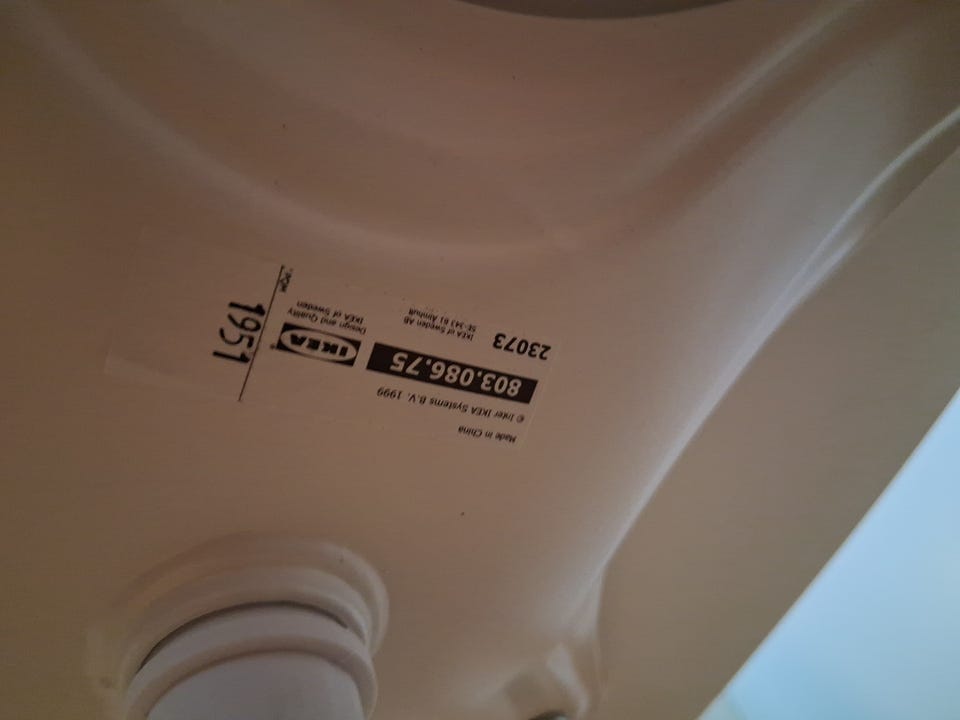 Made in China
© Inter IKEA Systems B.V. 1999
803.086.75
23073
IKEA of Sweden AB
SE-343 81 Älmhult
IKEA
Design and Quality
IKEA of Sweden
1951